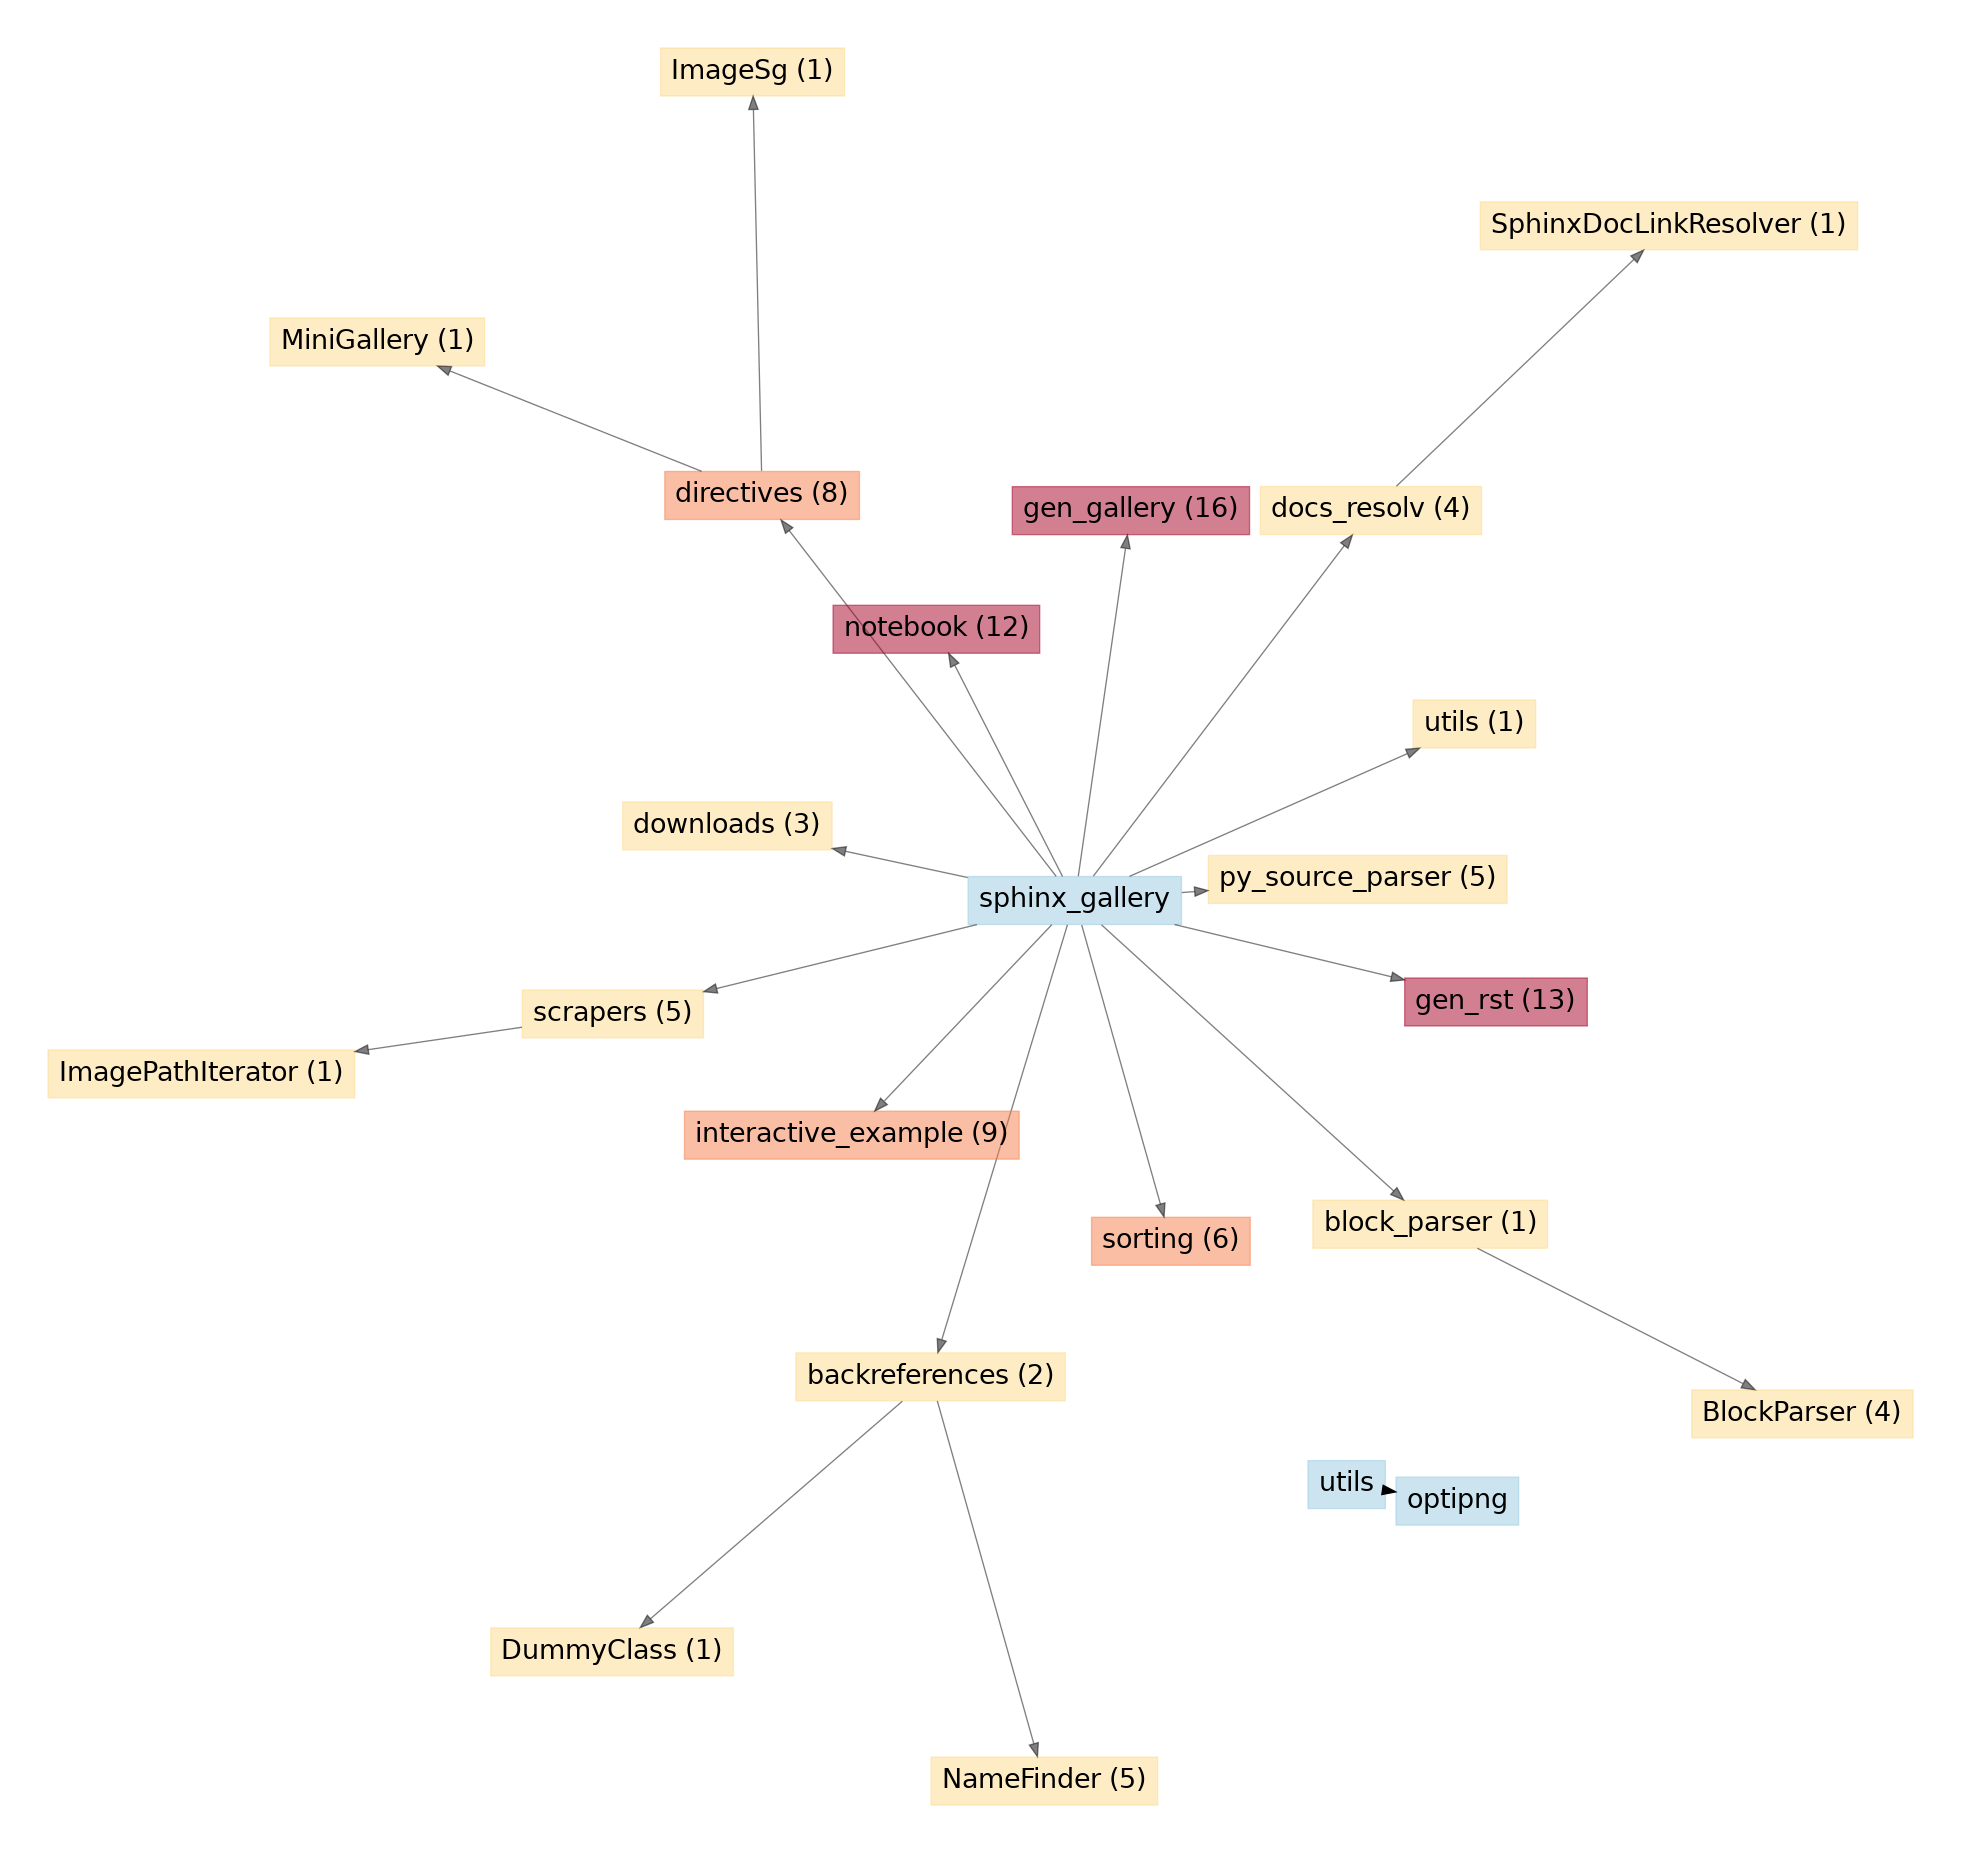 ImageSg (1)
SphinxDocLinkResolver (1)
MiniGallery (1)
directives (8)
gen_gallery (16)
docs_resolv (4)
notebook (12)
utils (1)
downloads (3)
py_source_parser (5)
sphinx_gallery
scrapers (5)
gen_rst (13)
ImagePathIterator (1)
interactive_example (9)
block_parser (1)
sorting (6)
backreferences (2)
BlockParser (4)
utils
optipng
DummyClass (1)
NameFinder (5)